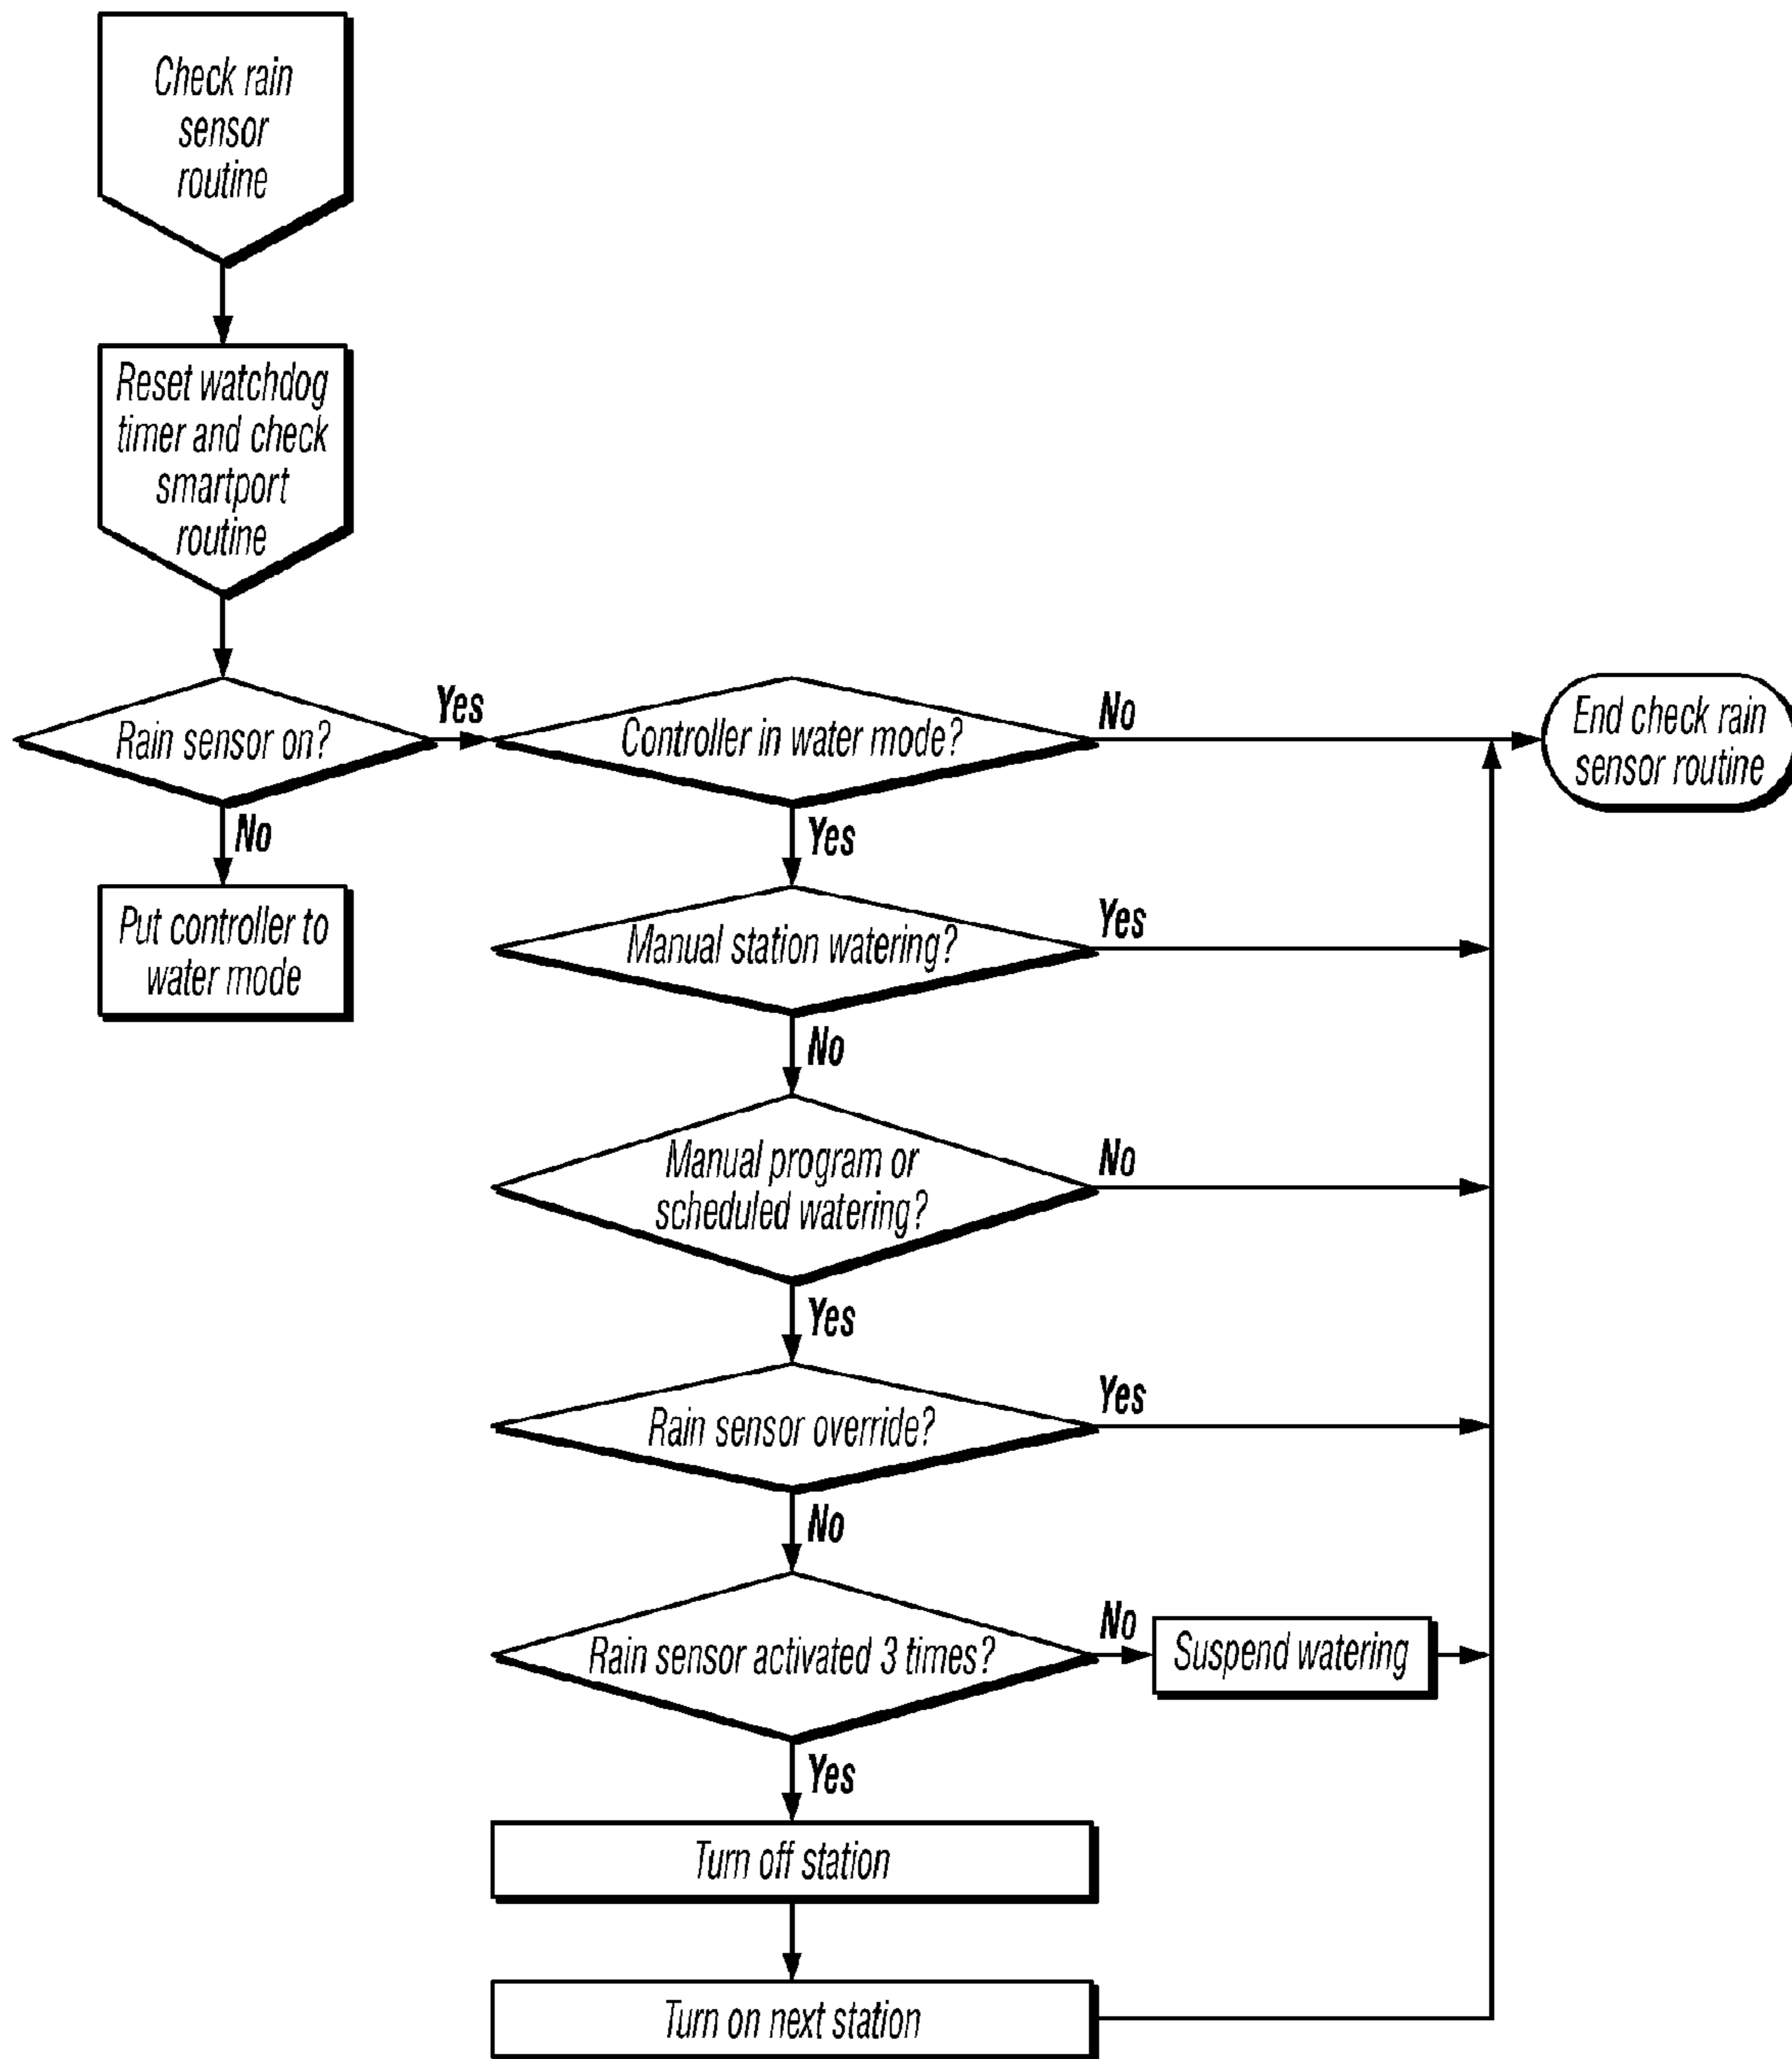 Check rain
sensor
routine
Reset watchdog
timer and check
smartport
routine
Rain sensor on?
Yes
Controller in water mode?
No
End check rain
sensor routine
No
Put controller to
water mode
Yes
Manual station watering?
Yes
No
Manual program or
scheduled watering?
No
Yes
Rain sensor override?
Yes
No
Rain sensor activated 3 times?
No
Suspend watering
Yes
Turn off station
Turn on next station